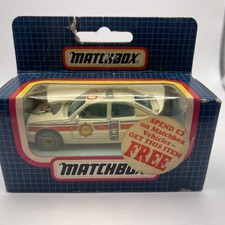 MATCHBOX
SPEND £3
on Matchbox
Vehicles -
GET THIS ITEM
FREE
MATCHBOX